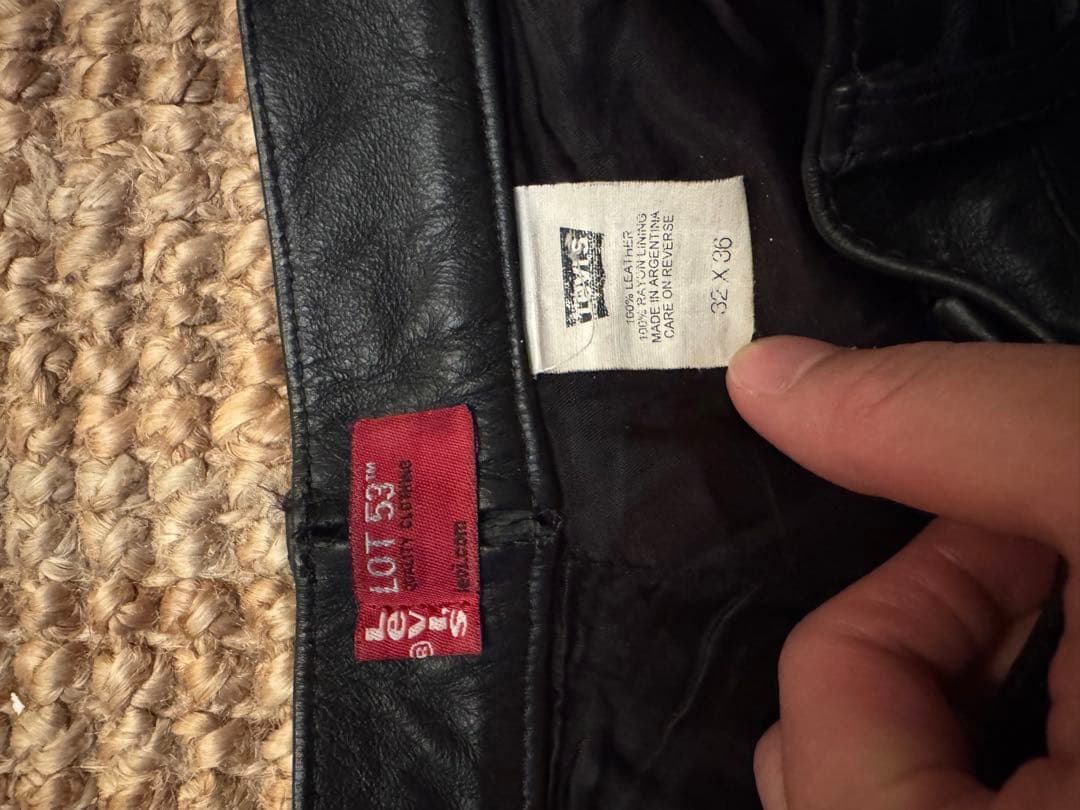 Levi's
100% LEATHER
100% RAYON LINING
MADE IN ARGENTINA
CARE ON REVERSE
32 X 36
Levi's®
LOT 53™
QUALITY CLOTHING
levi.com